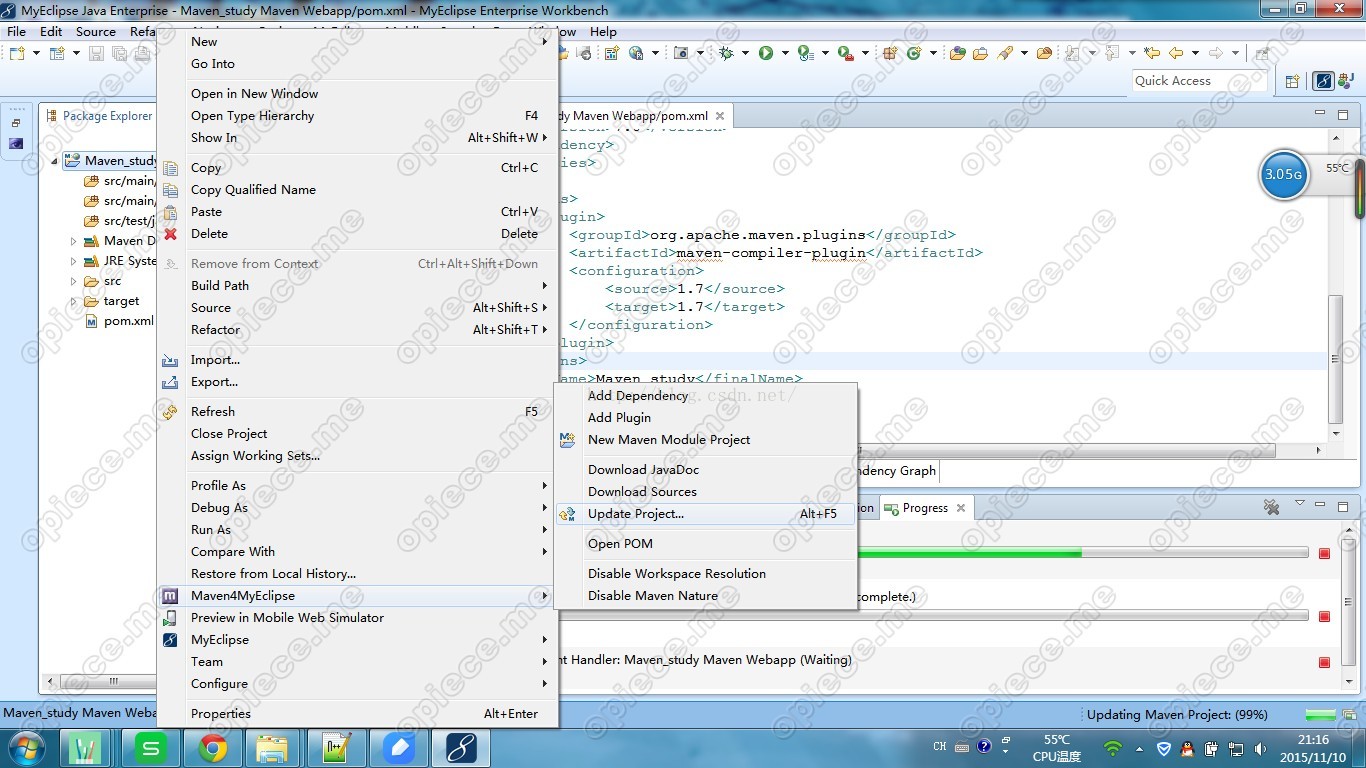 MyEclipse Java Enterprise - Maven_study Maven Webapp/pom.xml - MyEclipse Enterprise Workbench
File Edit Source Refa
Help
Quick Access
Package Explorer
dy Maven Webapp/pom.xml
Maven_study
src/main/
src/main/
src/test/j
Maven D
JRE Syste
src
target
pom.xml
New
Go Into
Open in New Window
Open Type Hierarchy F4
Show In Alt+Shift+W
Copy Ctrl+C
Copy Qualified Name
Paste Ctrl+V
Delete Delete
Remove from Context Ctrl+Alt+Shift+Down
Build Path
Source Alt+Shift+S
Refactor Alt+Shift+T
Import...
Export...
Refresh F5
Close Project
Assign Working Sets...
Profile As
Debug As
Run As
Compare With
Restore from Local History...
Maven4MyEclipse
Preview in Mobile Web Simulator
MyEclipse
Team
Configure
Properties Alt+Enter
dency>
ies>
s>
ugin>
<groupId>org.apache.maven.plugins</groupId>
<artifactId>maven-compiler-plugin</artifactId>
<configuration>
<source>1.7</source>
<target>1.7</target>
</configuration>
lugin>
ns>
ame>Maven_study</finalName>
3.05G
55℃
Add Dependency
Add Plugin
New Maven Module Project
Download JavaDoc
Download Sources
Update Project... Alt+F5
Open POM
Disable Workspace Resolution
Disable Maven Nature
ndency Graph
ion
Progress
complete.)
nt Handler: Maven_study Maven Webapp (Waiting)
Maven_study Maven Weba
Updating Maven Project: (99%)
CH
55℃
CPU温度
21:16
2015/11/10
opiece.me